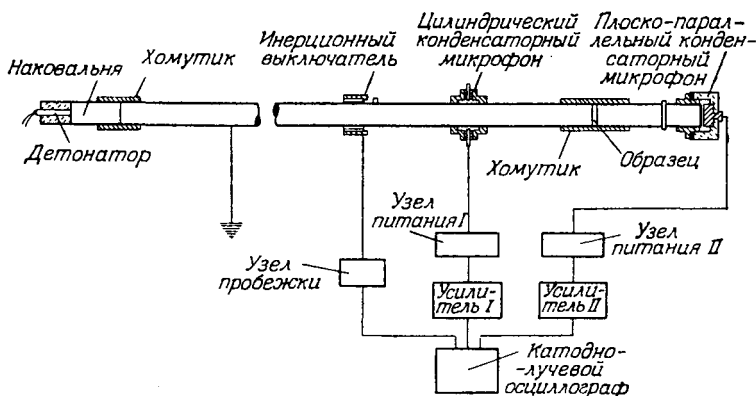 Наковальня
Хомутик
Детонатор
Инерционный
выключатель
Цилиндрический
конденсаторный
микрофон
Плоско-парал-
лельный конден-
саторный
микрофон
Хомутик
Образец
Узел
пробежки
Узел
питания I
Узел
питания II
Усили-
тель I
Усили-
тель II
Катодно-
-лучевой
осциллограф